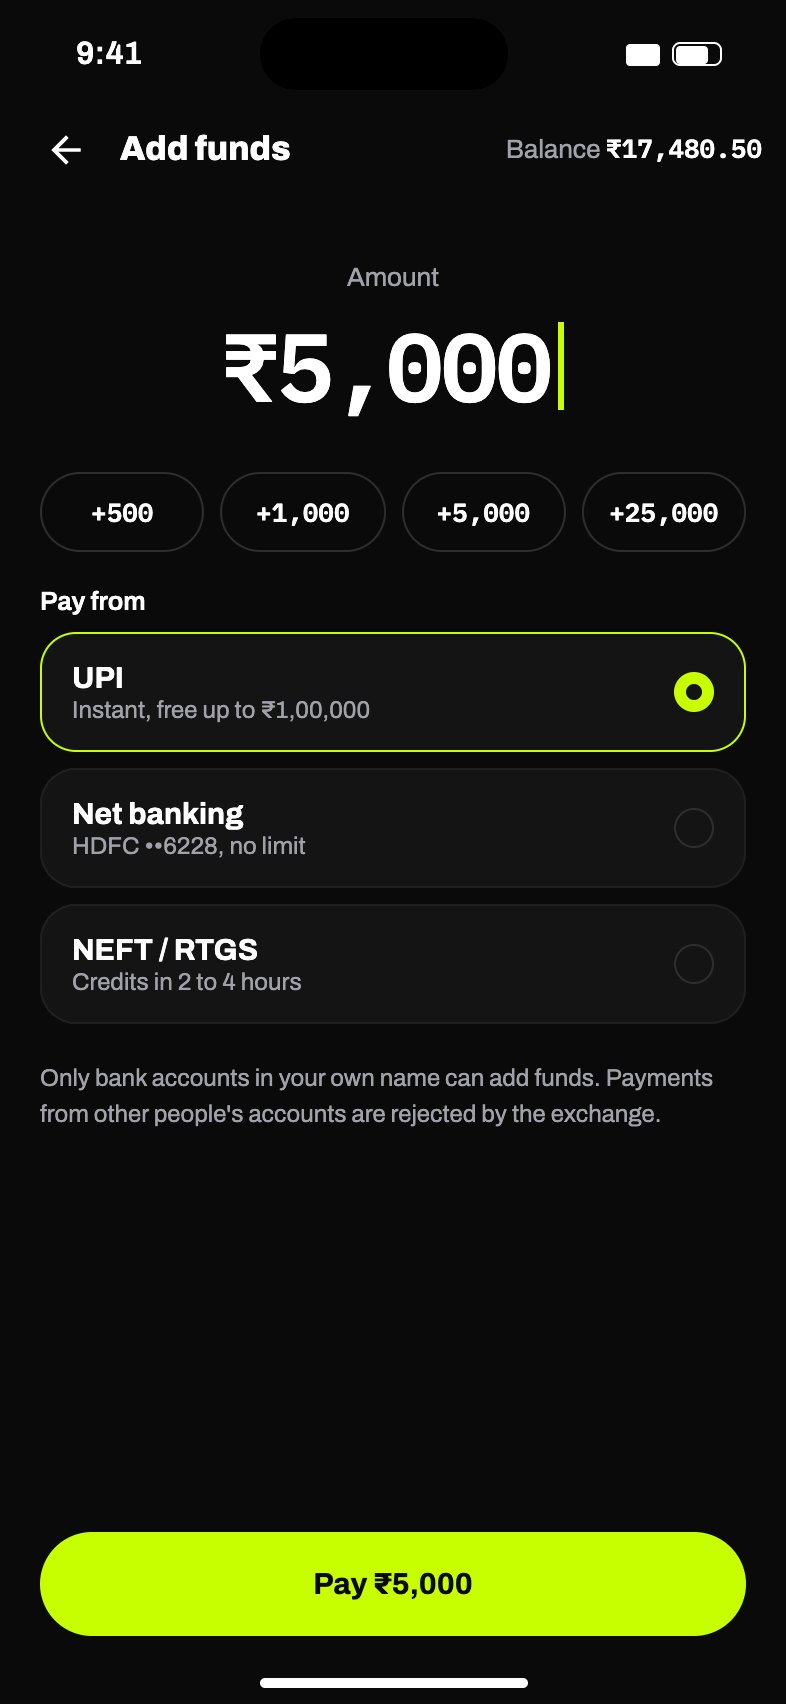 9:41
Add funds
Balance ₹17,480.50
Amount
₹5,000
+500
+1,000
+5,000
+25,000
Pay from
UPI
Instant, free up to ₹1,00,000
Net banking
HDFC ••6228, no limit
NEFT / RTGS
Credits in 2 to 4 hours
Only bank accounts in your own name can add funds. Payments
from other people's accounts are rejected by the exchange.
Pay ₹5,000